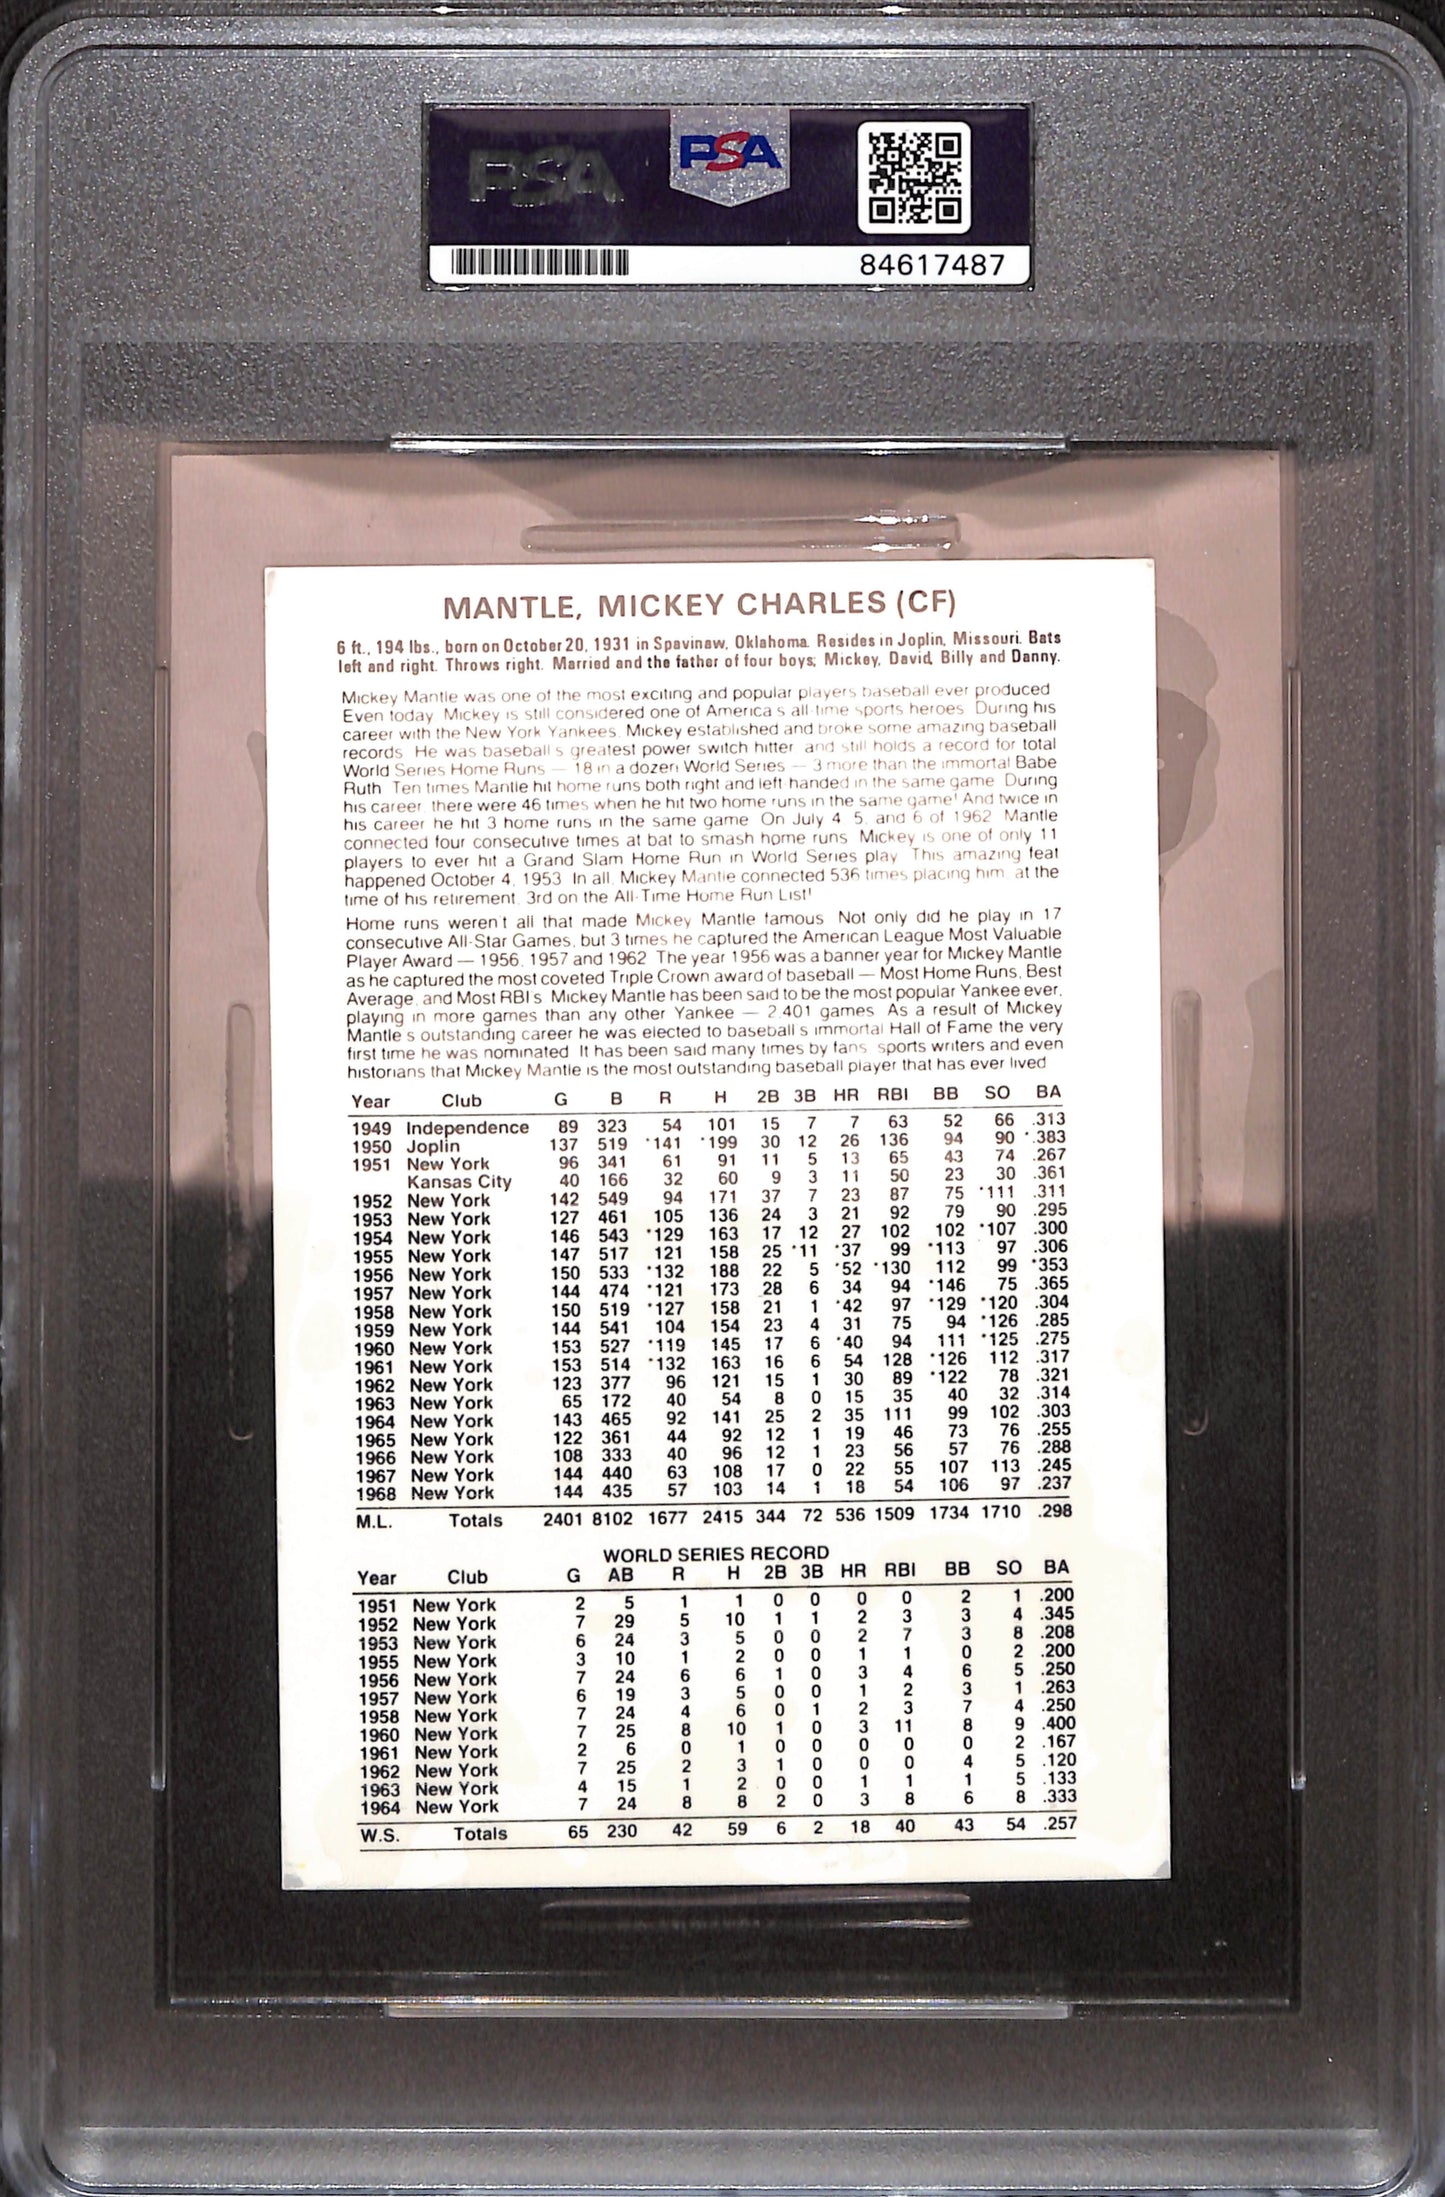 PSA
PSA
84617487
MANTLE, MICKEY CHARLES (CF)
6 ft., 194 lbs., born on October 20, 1931 in Spavinaw, Oklahoma. Resides in Joplin, Missouri. Bats
left and right. Throws right. Married and the father of four boys; Mickey, David, Billy and Danny.
Mickey Mantle was one of the most exciting and popular players baseball ever produced
Even today Mickey is still considered one of America s all-time sports heroes During his
career with the New York Yankees, Mickey established and broke some amazing baseball
records He was baseball s greatest power switch hitter and still holds a record for total
World Series Home Runs — 18 in a dozen World Series — 3 more than the immortal Babe
Ruth Ten times Mantle hit home runs both right and left handed in the same game During
his career there were 46 times when he hit two home runs in the same game! And twice in
his career he hit 3 home runs in the same game On July 4 5, and 6 of 1962 Mantle
connected four consecutive times at bat to smash home runs Mickey is one of only 11
players to ever hit a Grand Slam Home Run in World Series play This amazing feat
happened October 4, 1953 In all, Mickey Mantle connected 536 times placing him at the
time of his retirement, 3rd on the All-Time Home Run List!
Home runs weren't all that made Mickey Mantle famous Not only did he play in 17
consecutive All-Star Games, but 3 times he captured the American League Most Valuable
Player Award — 1956, 1957 and 1962 The year 1956 was a banner year for Mickey Mantle
as he captured the most coveted Triple Crown award of baseball — Most Home Runs, Best
Average, and Most RBI s Mickey Mantle has been said to be the most popular Yankee ever,
playing in more games than any other Yankee — 2,401 games As a result of Mickey
Mantle s outstanding career he was elected to baseball s immortal Hall of Fame the very
first time he was nominated It has been said many times by fans sports writers and even
historians that Mickey Mantle is the most outstanding baseball player that has ever lived
Year Club G B R H 2B 3B HR RBI BB SO BA
1949 Independence 89 323 54 101 15 7 7 63 52 66 .313
1950 Joplin 137 519 *141 *199 30 12 26 136 94 90 *.383
1951 New York 96 341 61 91 11 5 13 65 43 74 .267
Kansas City 40 166 32 60 9 3 11 50 23 30 .361
1952 New York 142 549 94 171 37 7 23 87 75 *111 .311
1953 New York 127 461 105 136 24 3 21 92 79 90 .295
1954 New York 146 543 *129 163 17 12 27 102 102 *107 .300
1955 New York 147 517 121 158 25 *11 *37 99 *113 97 .306
1956 New York 150 533 *132 188 22 5 *52 *130 112 99 *353
1957 New York 144 474 *121 173 28 6 34 94 *146 75 .365
1958 New York 150 519 *127 158 21 1 *42 97 *129 *120 .304
1959 New York 144 541 104 154 23 4 31 75 94 *126 .285
1960 New York 153 527 *119 145 17 6 *40 94 111 *125 .275
1961 New York 153 514 *132 163 16 6 54 128 *126 112 .317
1962 New York 123 377 96 121 15 1 30 89 *122 78 .321
1963 New York 65 172 40 54 8 0 15 35 40 32 .314
1964 New York 143 465 92 141 25 2 35 111 99 102 .303
1965 New York 122 361 44 92 12 1 19 46 73 76 .255
1966 New York 108 333 40 96 12 1 23 56 57 76 .288
1967 New York 144 440 63 108 17 0 22 55 107 113 .245
1968 New York 144 435 57 103 14 1 18 54 106 97 .237
M.L. Totals 2401 8102 1677 2415 344 72 536 1509 1734 1710 .298
WORLD SERIES RECORD
Year Club G AB R H 2B 3B HR RBI BB SO BA
1951 New York 2 5 1 1 0 0 0 0 2 1 .200
1952 New York 7 29 5 10 1 1 2 3 3 4 .345
1953 New York 6 24 3 5 0 0 2 7 3 8 .208
1955 New York 3 10 1 2 0 0 1 1 0 2 .200
1956 New York 7 24 6 6 1 0 3 4 6 5 .250
1957 New York 6 19 3 5 0 0 1 2 3 1 .263
1958 New York 7 24 4 6 0 1 2 3 7 4 .250
1960 New York 7 25 8 10 1 0 3 11 8 9 .400
1961 New York 2 6 0 1 0 0 0 0 0 2 .167
1962 New York 7 25 2 3 1 0 0 0 4 5 .120
1963 New York 4 15 1 2 0 0 1 1 1 5 .133
1964 New York 7 24 8 8 2 0 3 8 6 8 .333
W.S. Totals 65 230 42 59 6 2 18 40 43 54 .257